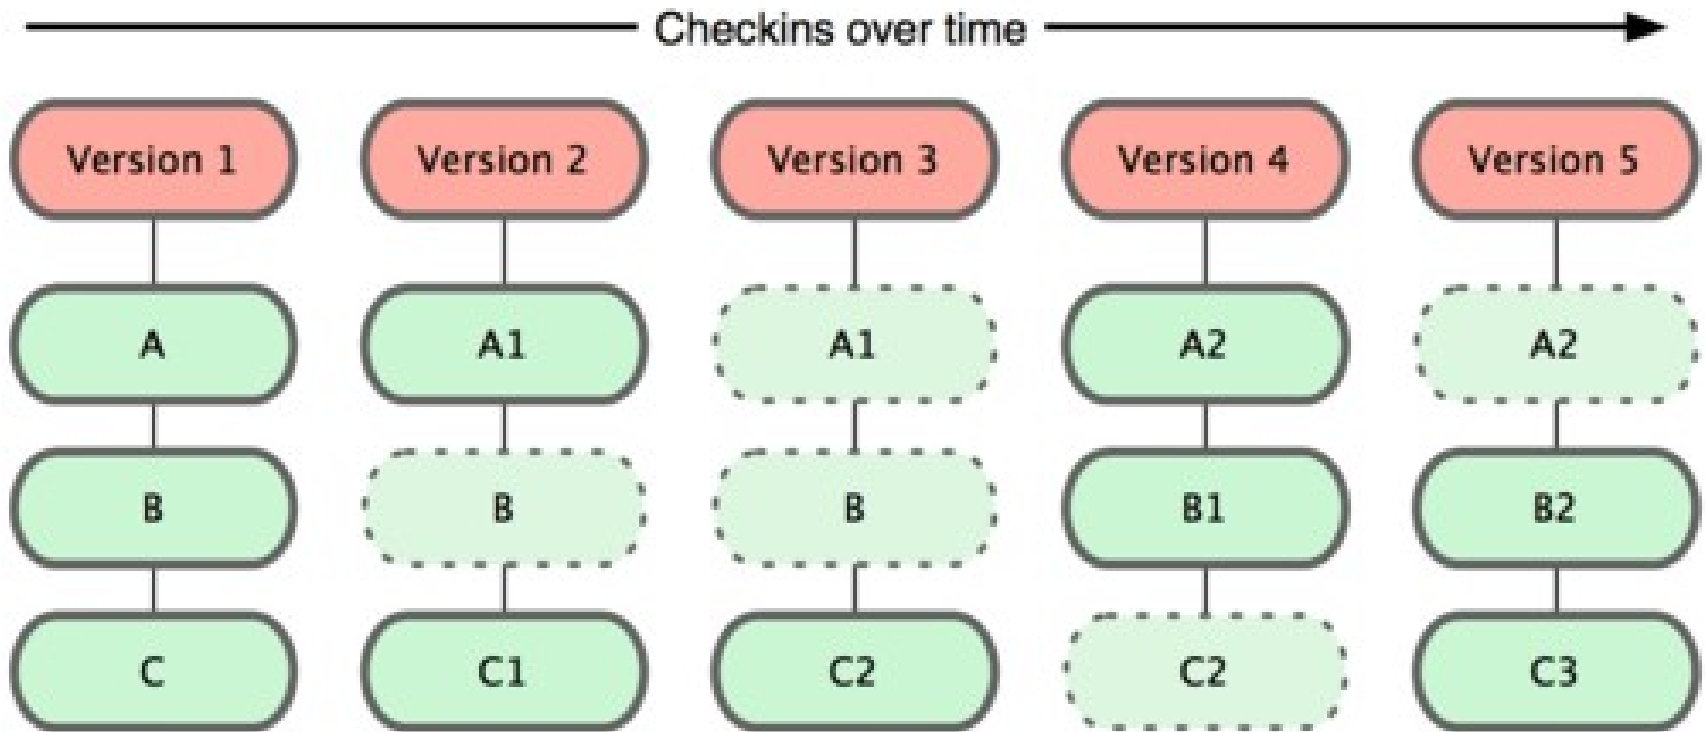 Checkins over time
Version 1 Version 2 Version 3 Version 4 Version 5
A A1 A1 A2 A2
B B B B1 B2
C C1 C2 C2 C3